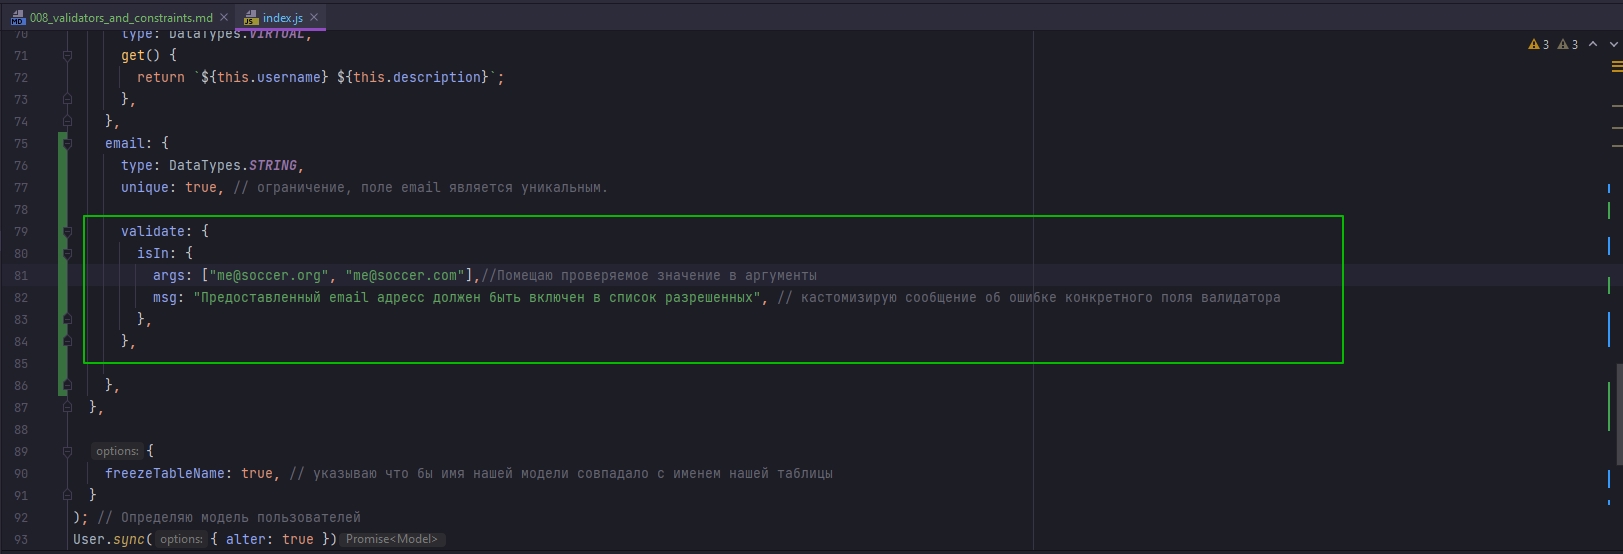 008_validators_and_constraints.md index.js
3 3
70 type: DataTypes.VIRTUAL,
71 get() {
72 return `${this.username} ${this.description}`;
73 },
74 },
75 email: {
76 type: DataTypes.STRING,
77 unique: true, // ограничение, поле email является уникальным.
78
79 validate: {
80 isIn: {
81 args: ["me@soccer.org", "me@soccer.com"],//Помещаю проверяемое значение в аргументы
82 msg: "Предоставленный email адресс должен быть включен в список разрешенных", // кастомизирую сообщение об ошибке конкретного поля валидатора
83 },
84 },
85
86 },
87 },
88
89 options: {
90 freezeTableName: true, // указываю что бы имя нашей модели совпадало с именем нашей таблицы
91 }
92 ); // Определяю модель пользователей
93 User.sync( options: { alter: true }) Promise<Model>